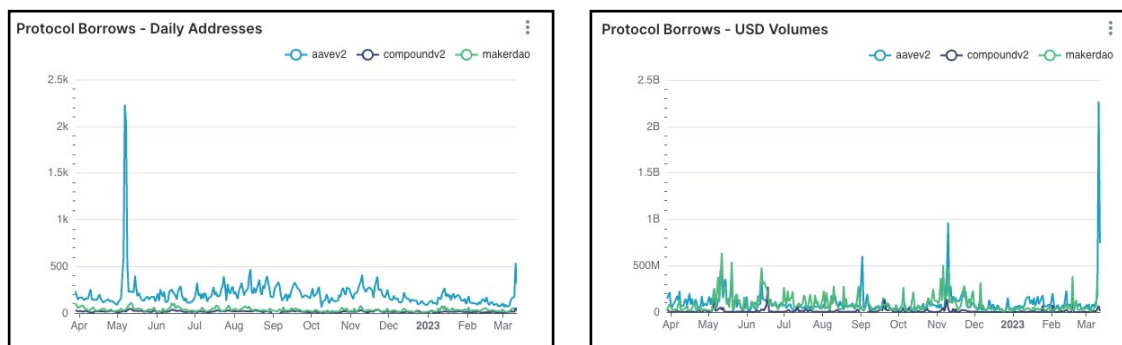 Protocol Borrows - Daily Addresses
aavev2 compoundv2 makerdao
2.5k
2k
1.5k
1k
500
0
Apr May Jun Jul Aug Sep Oct Nov Dec 2023 Feb Mar
Protocol Borrows - USD Volumes
aavev2 compoundv2 makerdao
2.5B
2B
1.5B
1B
500M
0
Apr May Jun Jul Aug Sep Oct Nov Dec 2023 Feb Mar